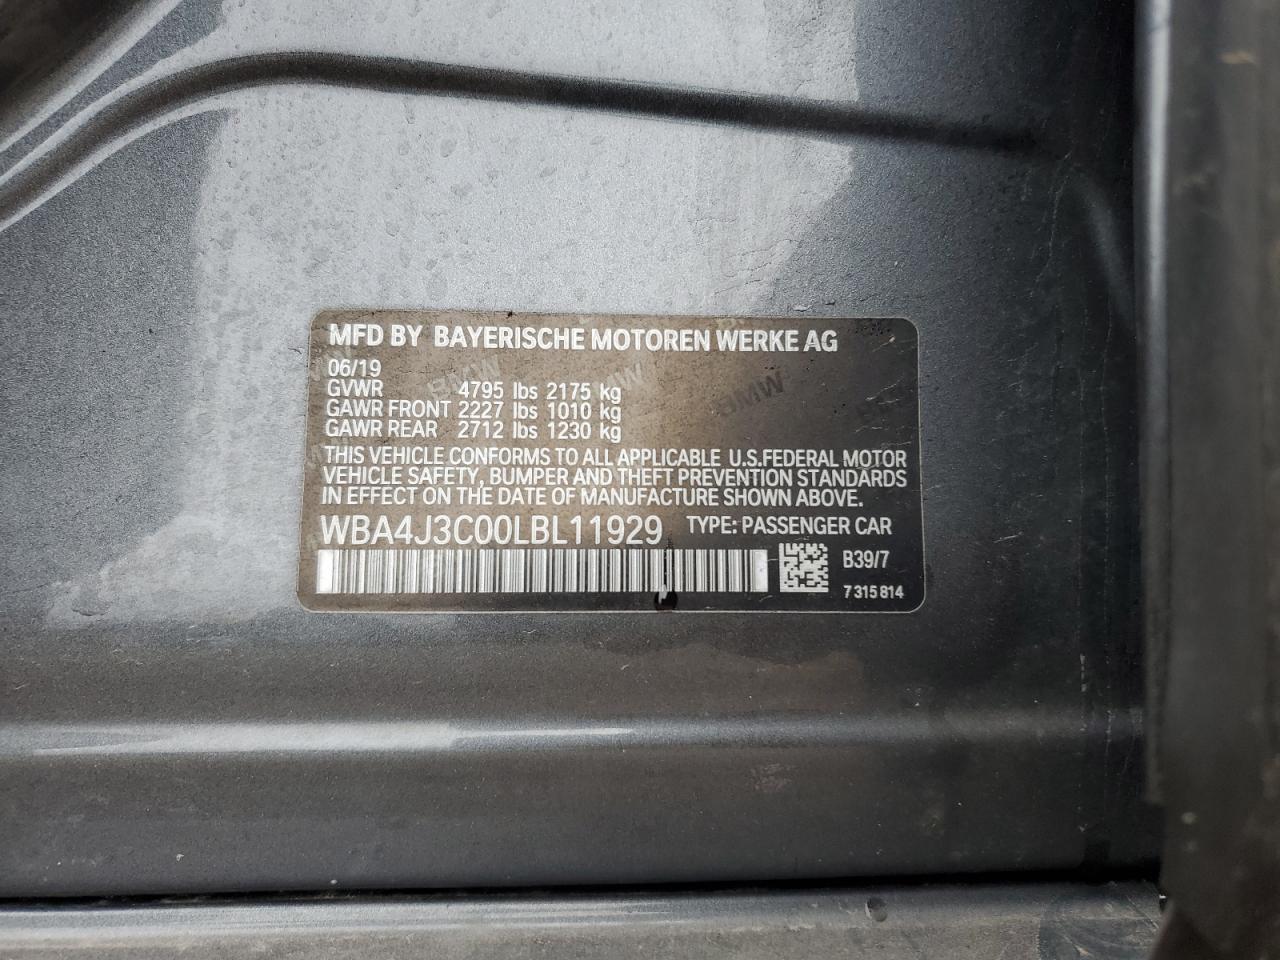 MFD BY BAYERISCHE MOTOREN WERKE AG
06/19
GVWR 4795 lbs 2175 kg
GAWR FRONT 2227 lbs 1010 kg
GAWR REAR 2712 lbs 1230 kg
THIS VEHICLE CONFORMS TO ALL APPLICABLE U.S.FEDERAL MOTOR
VEHICLE SAFETY, BUMPER AND THEFT PREVENTION STANDARDS
IN EFFECT ON THE DATE OF MANUFACTURE SHOWN ABOVE.
WBA4J3C00LBL11929 TYPE: PASSENGER CAR
B39/7
7 315 814